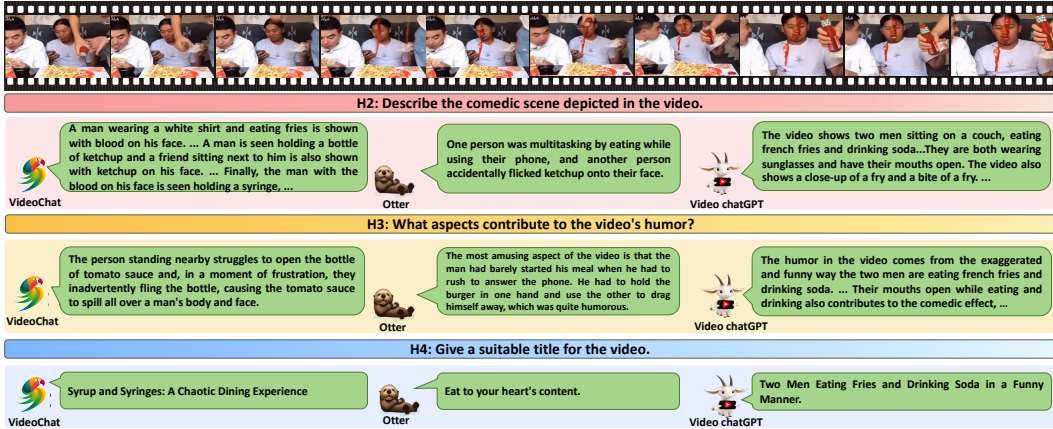 H2: Describe the comedic scene depicted in the video.
A man wearing a white shirt and eating fries is shown
with blood on his face. ... A man is seen holding a bottle
of ketchup and a friend sitting next to him is also shown
with ketchup on his face. ... Finally, the man with the
blood on his face is seen holding a syringe, ...
VideoChat
One person was multitasking by eating while
using their phone, and another person
accidentally flicked ketchup onto their face.
Otter
The video shows two men sitting on a couch, eating
french fries and drinking soda...They are both wearing
sunglasses and have their mouths open. The video also
shows a close-up of a fry and a bite of a fry. ...
Video chatGPT
H3: What aspects contribute to the video's humor?
The person standing nearby struggles to open the bottle
of tomato sauce and, in a moment of frustration, they
inadvertently fling the bottle, causing the tomato sauce
to spill all over a man's body and face.
VideoChat
The most amusing aspect of the video is that the
man had barely started his meal when he had to
rush to answer the phone. He had to hold the
burger in one hand and use the other to drag
himself away, which was quite humorous.
Otter
The humor in the video comes from the exaggerated
and funny way the two men are eating french fries and
drinking soda. ... Their mouths open while eating and
drinking also contributes to the comedic effect, ...
Video chatGPT
H4: Give a suitable title for the video.
Syrup and Syringes: A Chaotic Dining Experience
VideoChat
Eat to your heart's content.
Otter
Two Men Eating Fries and Drinking Soda in a Funny
Manner.
Video chatGPT